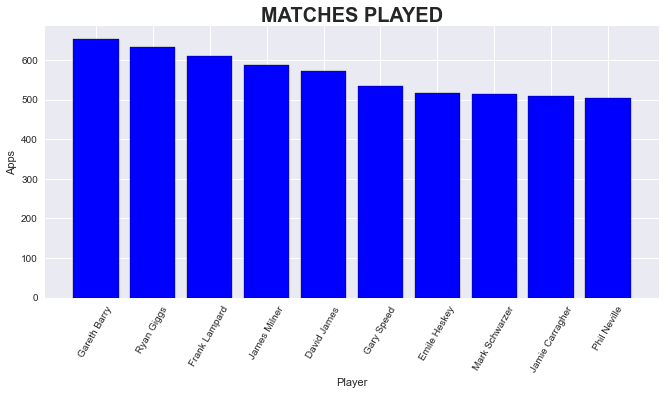 MATCHES PLAYED
600
500
400
300
200
100
0
Apps
Gareth Barry
Ryan Giggs
Frank Lampard
James Milner
David James
Gary Speed
Emile Heskey
Mark Schwarzer
Jamie Carragher
Phil Neville
Player